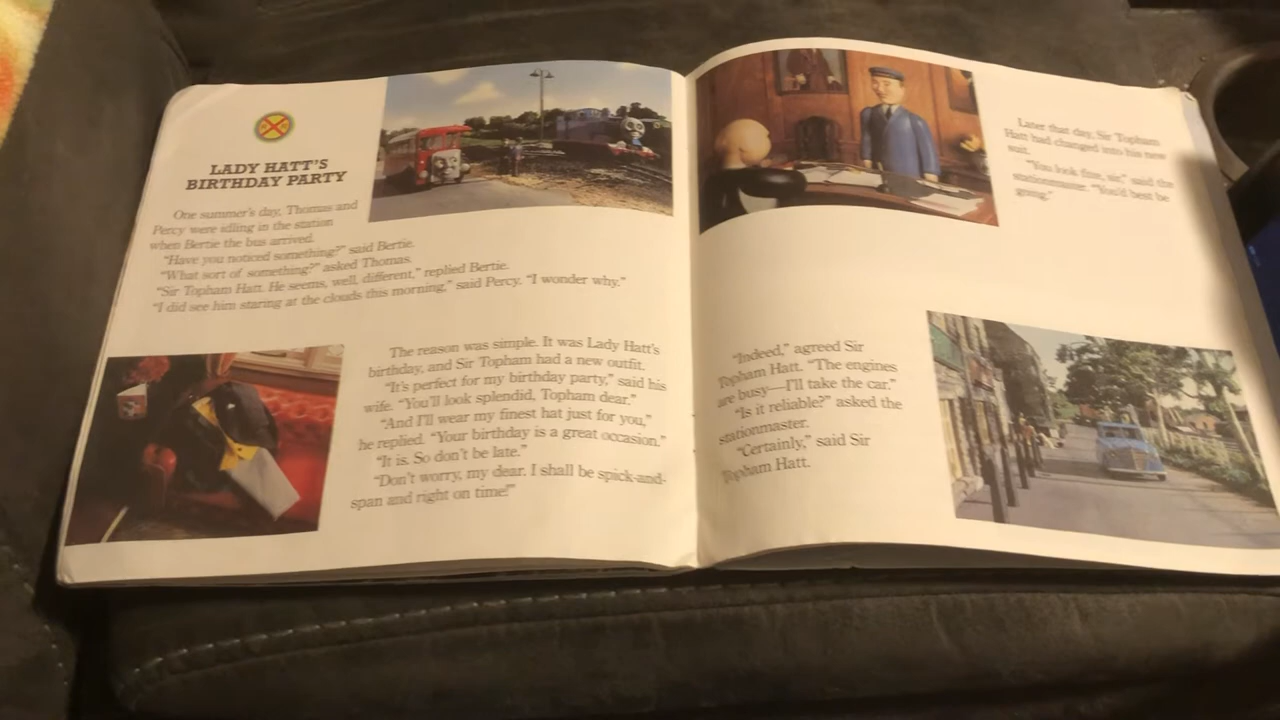 LADY HATT'S
BIRTHDAY PARTY
One summer's day, Thomas and
Percy were idling in the station
when Bertie the bus arrived.
"Have you noticed something?" said Bertie.
"What sort of something?" asked Thomas.
"Sir Topham Hatt. He seems, well, different," replied Bertie.
"I did see him staring at the clouds this morning," said Percy. "I wonder why."
The reason was simple. It was Lady Hatt's
birthday, and Sir Topham had a new outfit.
"It's perfect for my birthday party," said his
wife. "You'll look splendid, Topham dear."
"And I'll wear my finest hat just for you,"
he replied. "Your birthday is a great occasion."
"It is. So don't be late."
"Don't worry, my dear. I shall be spick-and-
span and right on time!"
Later that day, Sir Topham
Hatt had changed into his new
suit.
"You look fine, sir," said the
stationmaster. "You'd best be
going."
"Indeed," agreed Sir
Topham Hatt. "The engines
are busy—I'll take the car."
"Is it reliable?" asked the
stationmaster.
"Certainly," said Sir
Topham Hatt.